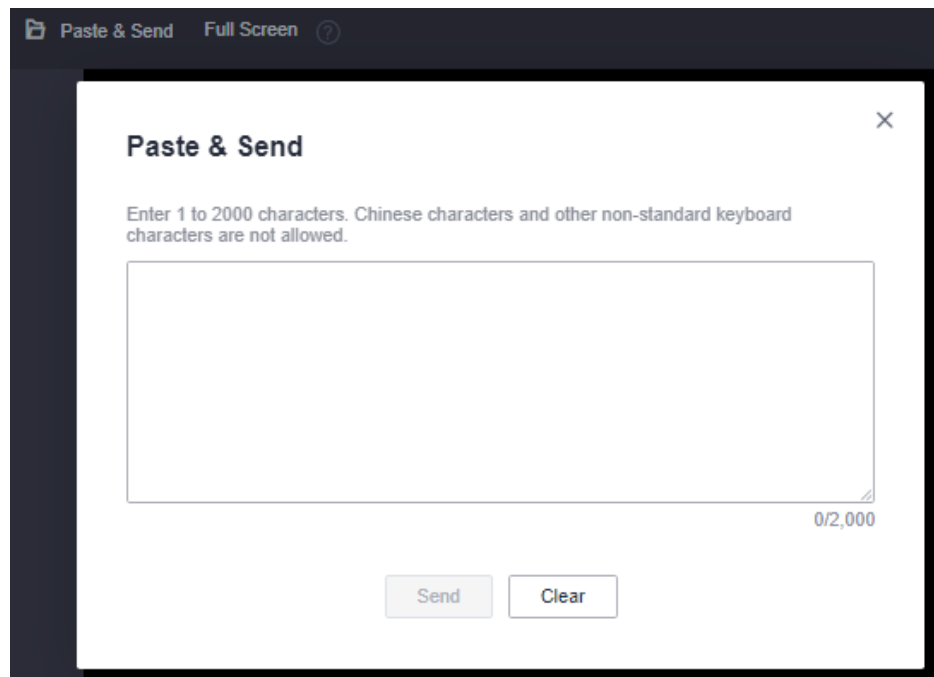 Paste & Send Full Screen ?
Paste & Send
Enter 1 to 2000 characters. Chinese characters and other non-standard keyboard
characters are not allowed.
0/2,000
Send Clear